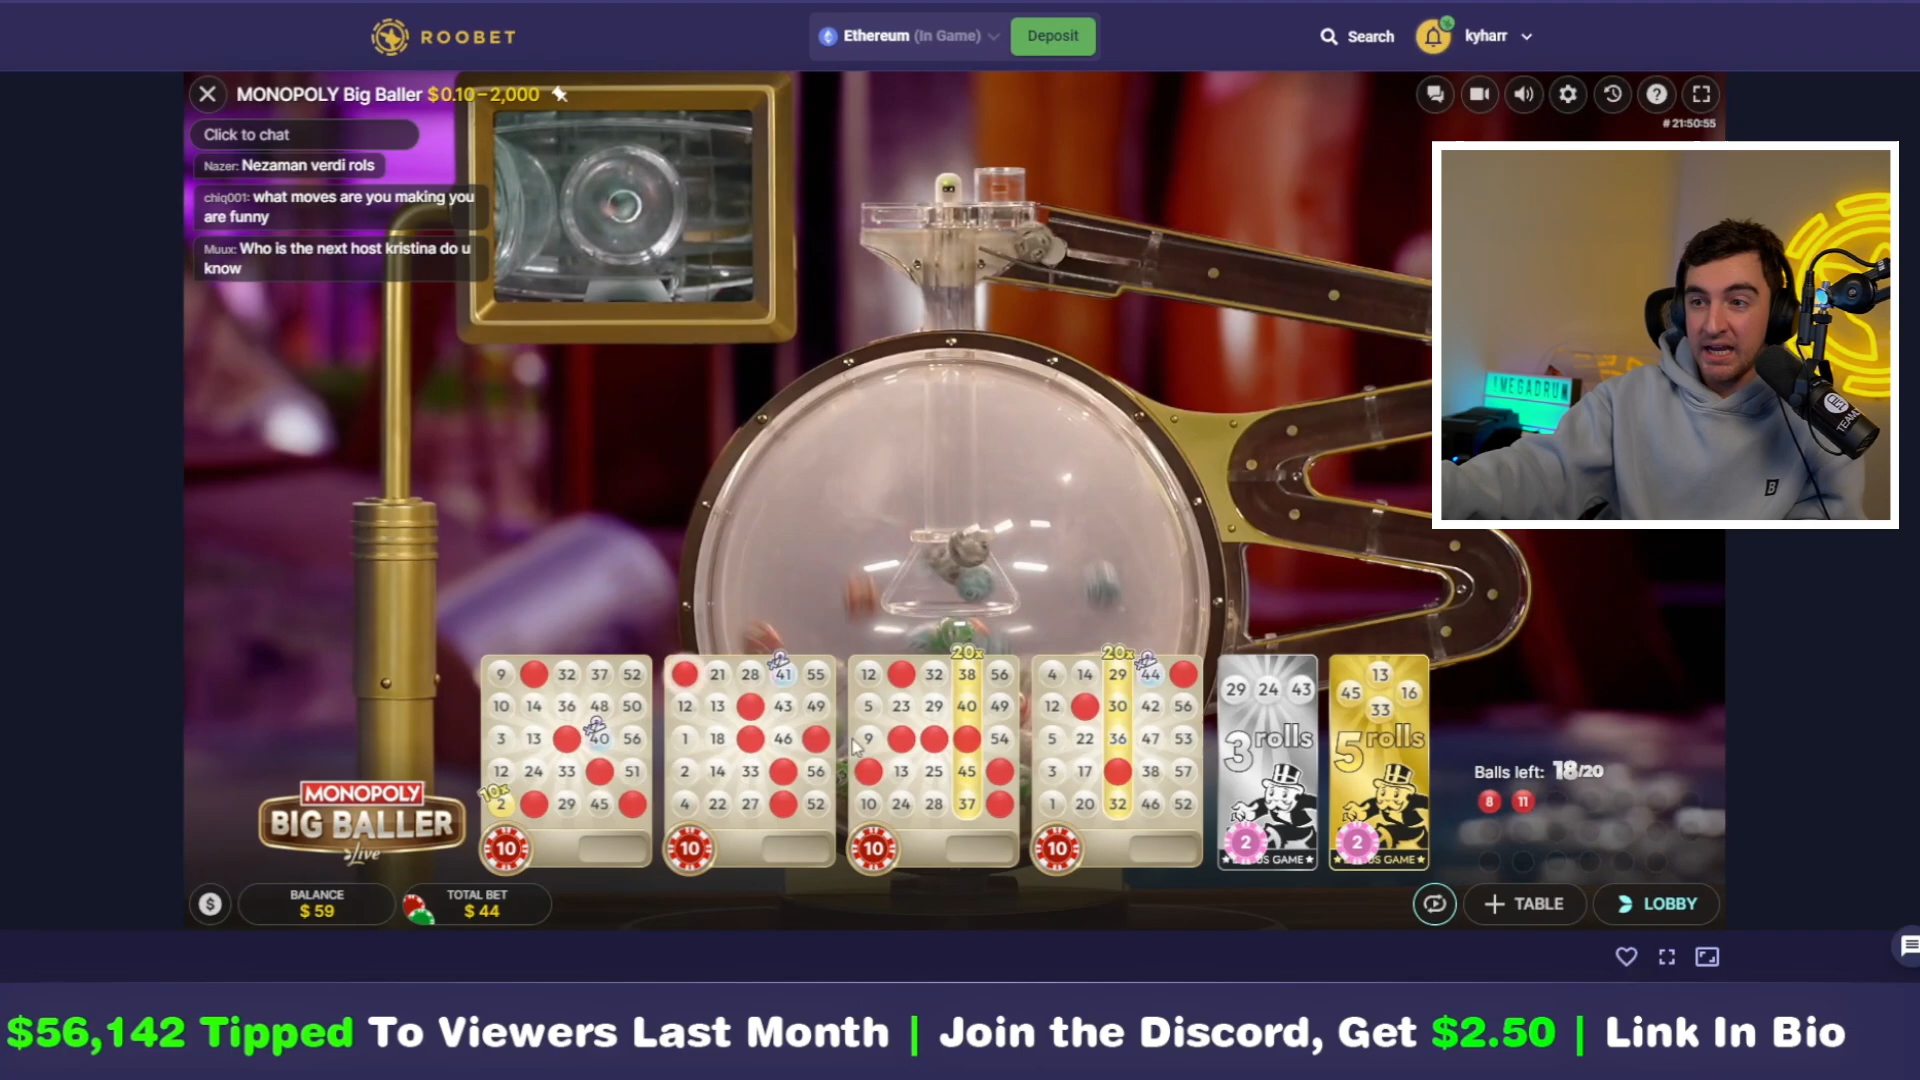 ROOBET
Ethereum (In Game)
Deposit
Search
kyharr
MONOPOLY Big Baller $0.10–2,000
# 21:50:55
Click to chat
Nazer: Nezaman verdi rols
chiq001: what moves are you making you
are funny
Muux: Who is the next host kristina do u
know
!MEGADRUM
TEAM
B
9 32 37 52
10 14 36 48 50
3 13 x2 40 56
12 24 33 51
10x 2 29 45
10
21 28 x2 41 55
12 13 43 49
1 18 46
2 14 33 56
4 22 27 52
10
20x
12 32 38 56
5 23 29 40 49
9 54
13 25 45
10 24 28 37
10
20x
4 14 29 x2 44
12 30 42 56
5 22 36 47 53
3 17 38 57
1 20 32 46 52
10
29 24 43
3 rolls
2
BONUS GAME
13
45 16
33
5 rolls
2
BONUS GAME
Balls left: 18/20
8 11
MONOPOLY
BIG BALLER
Live
BALANCE
$ 59
TOTAL BET
$ 44
TABLE
LOBBY
$56,142 Tipped To Viewers Last Month | Join the Discord, Get $2.50 | Link In Bio